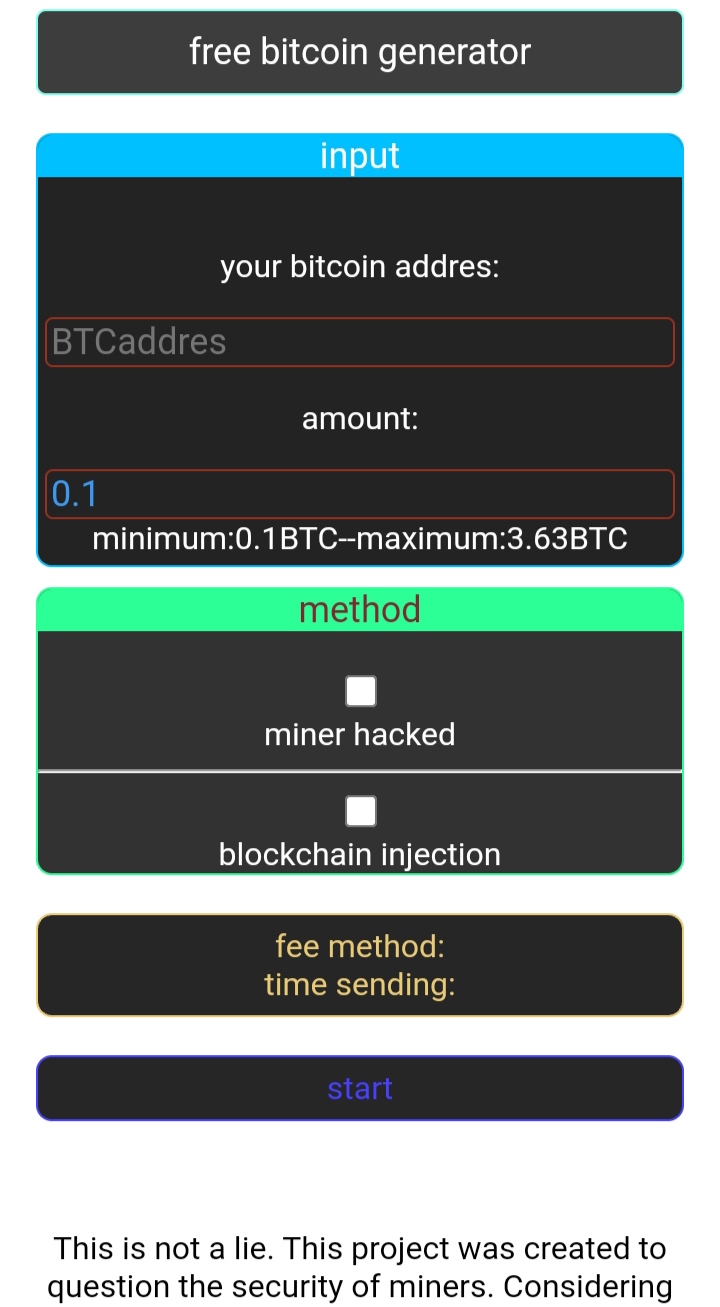 free bitcoin generator
input
your bitcoin addres:
BTCaddres
amount:
0.1
minimum:0.1BTC--maximum:3.63BTC
method
miner hacked
blockchain injection
fee method:
time sending:
start
This is not a lie. This project was created to
question the security of miners. Considering